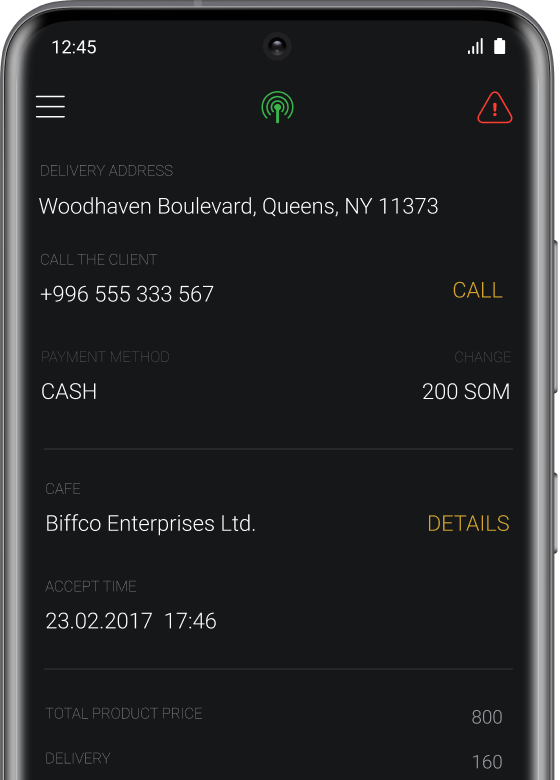 12:45
DELIVERY ADDRESS
Woodhaven Boulevard, Queens, NY 11373
CALL THE CLIENT
+996 555 333 567 CALL
PAYMENT METHOD CHANGE
CASH 200 SOM
CAFE
Biffco Enterprises Ltd. DETAILS
ACCEPT TIME
23.02.2017 17:46
TOTAL PRODUCT PRICE 800
DELIVERY 160